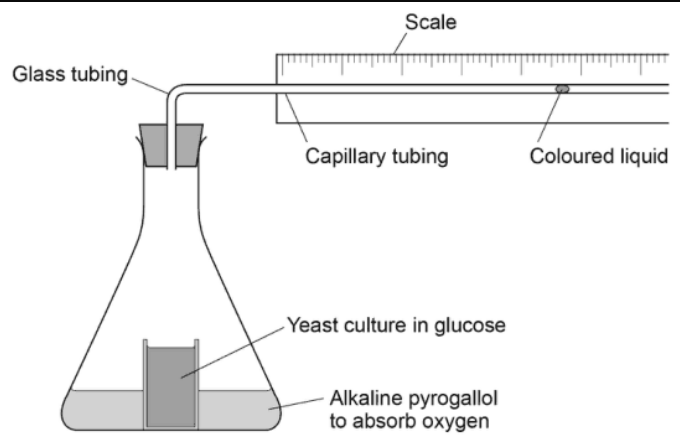 Scale
Glass tubing
Capillary tubing
Coloured liquid
Yeast culture in glucose
Alkaline pyrogallol
to absorb oxygen